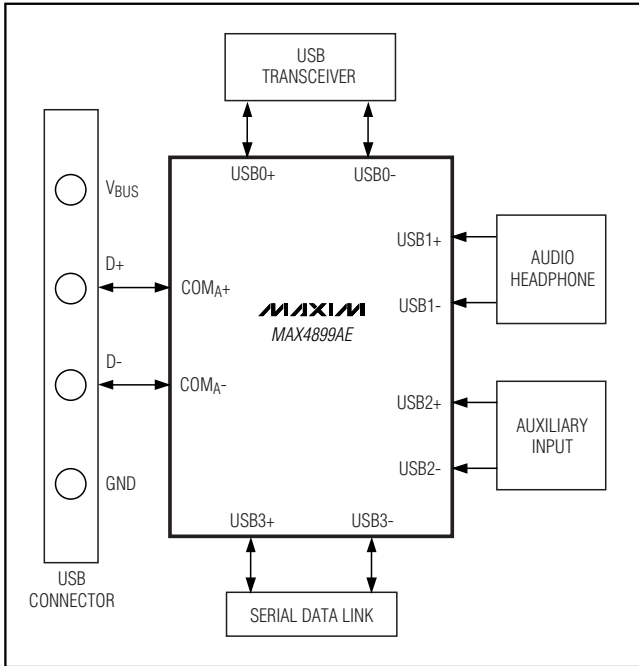 USB
TRANSCEIVER
USB0+
USB0-
VBUS
D+
D-
GND
USB
CONNECTOR
COMA+
COMA-
MAXIM
MAX4899AE
USB1+
USB1-
AUDIO
HEADPHONE
USB2+
USB2-
AUXILIARY
INPUT
USB3+
USB3-
SERIAL DATA LINK